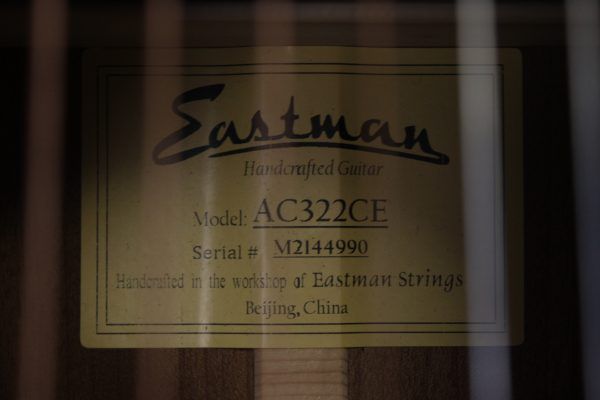 Eastman
Handcrafted Guitar
Model: AC322CE
Serial # M2144990
Handcrafted in the workshop of Eastman Strings
Beijing, China